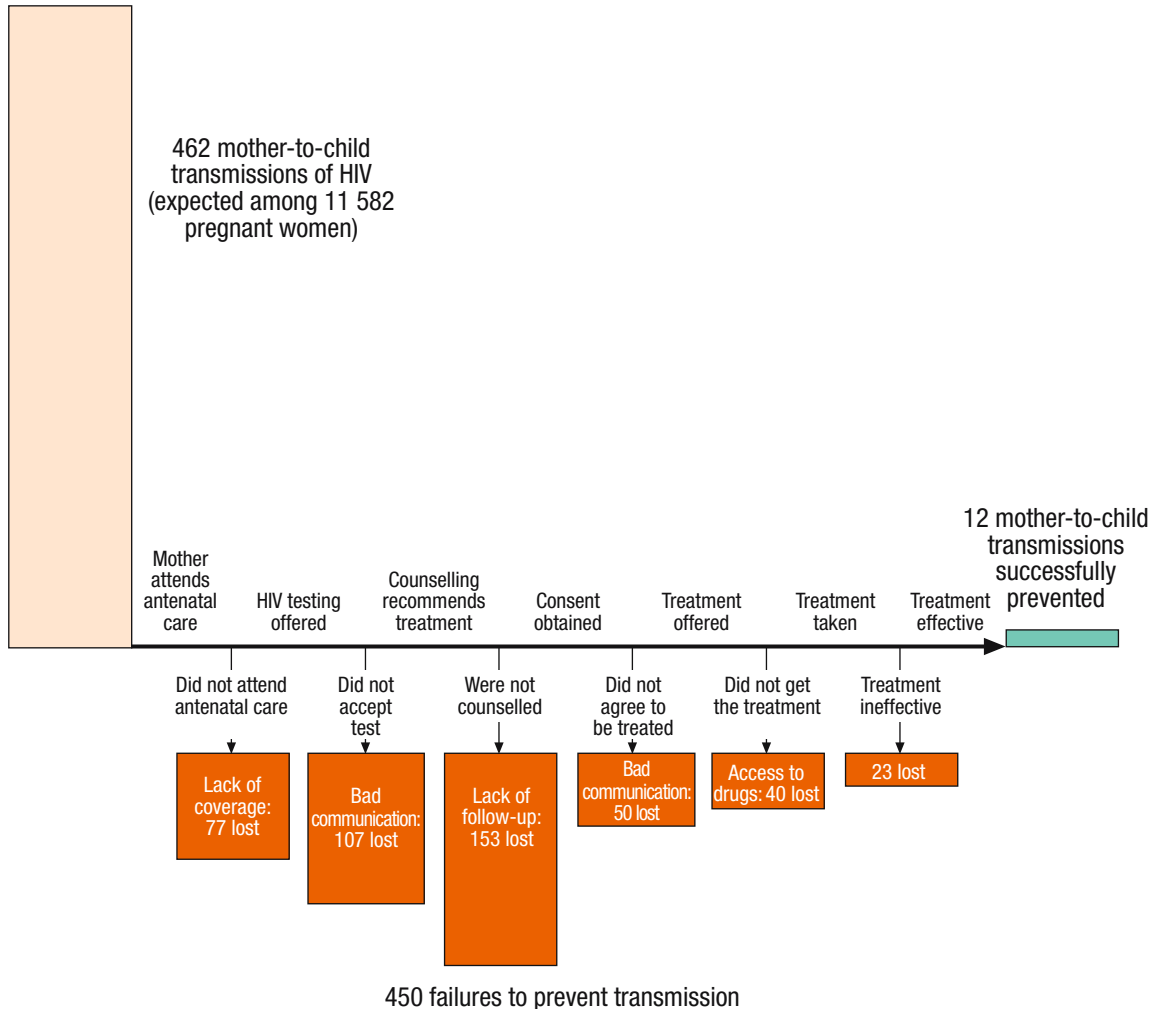 462 mother-to-child
transmissions of HIV
(expected among 11 582
pregnant women)
12 mother-to-child
transmissions
successfully
prevented
Mother
attends
antenatal
care
HIV testing
offered
Counselling
recommends
treatment
Consent
obtained
Treatment
offered
Treatment
taken
Treatment
effective
Did not attend
antenatal care
Did not
accept
test
Were not
counselled
Did not
agree to
be treated
Did not get
the treatment
Treatment
ineffective
Lack of
coverage:
77 lost
Bad
communication:
107 lost
Lack of
follow-up:
153 lost
Bad
communication:
50 lost
Access to
drugs: 40 lost
23 lost
450 failures to prevent transmission